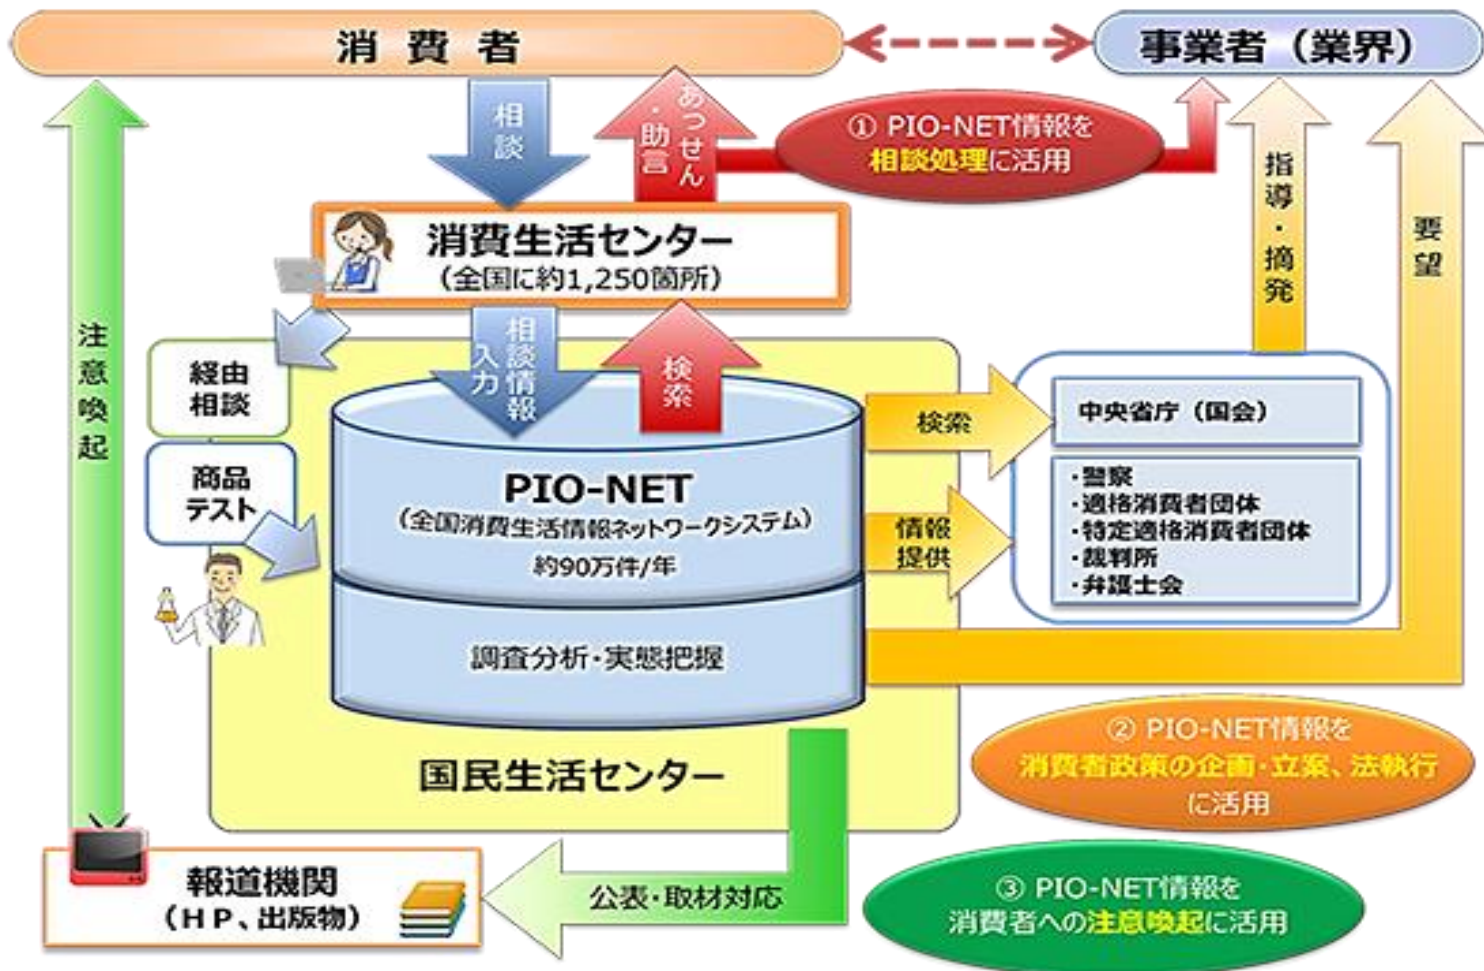 消費者
事業者（業界）
相談
あっせん
・助言
① PIO-NET情報を
相談処理に活用
指導・摘発
要望
消費生活センター
（全国に約1,250箇所）
注意喚起
相談情報
入力
検索
経由
相談
商品
テスト
検索
中央省庁（国会）
PIO-NET
（全国消費生活情報ネットワークシステム）
約90万件/年
情報
提供
・警察
・適格消費者団体
・特定適格消費者団体
・裁判所
・弁護士会
調査分析・実態把握
国民生活センター
② PIO-NET情報を
消費者政策の企画・立案、法執行
に活用
報道機関
（ＨＰ、出版物）
公表・取材対応
③ PIO-NET情報を
消費者への注意喚起に活用